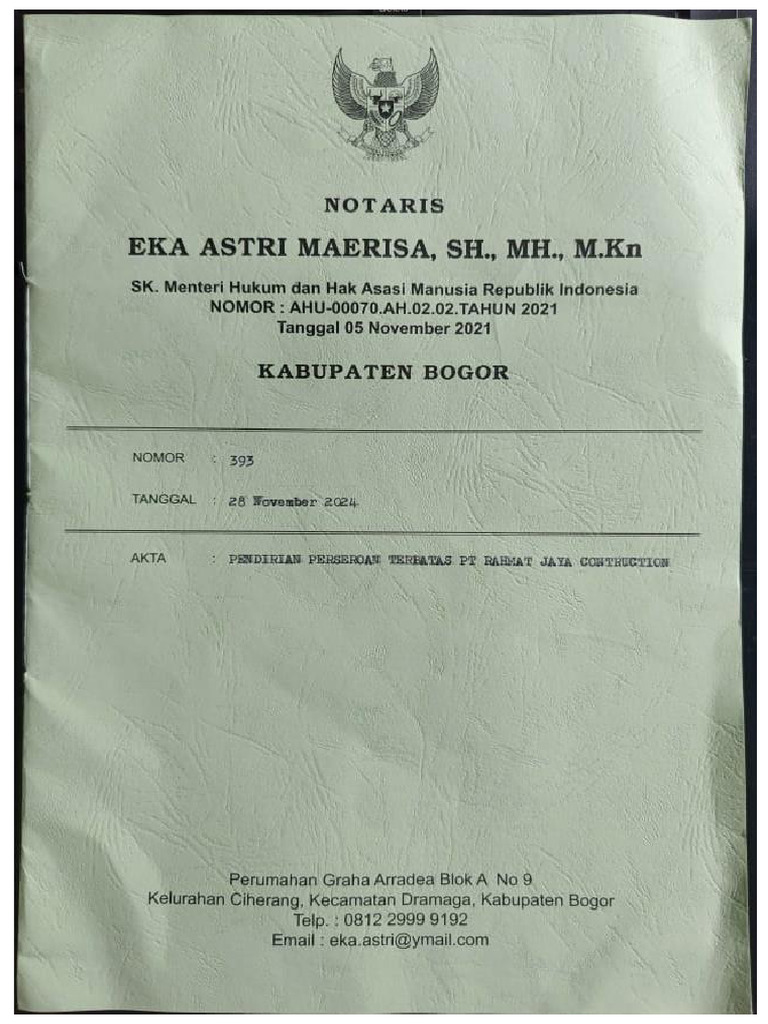 NOTARIS
EKA ASTRI MAERISA, SH., MH., M.Kn
SK. Menteri Hukum dan Hak Asasi Manusia Republik Indonesia
NOMOR : AHU-00070.AH.02.02.TAHUN 2021
Tanggal 05 November 2021
KABUPATEN BOGOR
NOMOR : 393
TANGGAL : 28 November 2024
AKTA : PENDIRIAN PERSEROAN TERBATAS PT RAHMAT JAYA CONTRUCTION
Perumahan Graha Arradea Blok A No 9
Kelurahan Ciherang, Kecamatan Dramaga, Kabupaten Bogor
Telp. : 0812 2999 9192
Email : eka.astri@ymail.com